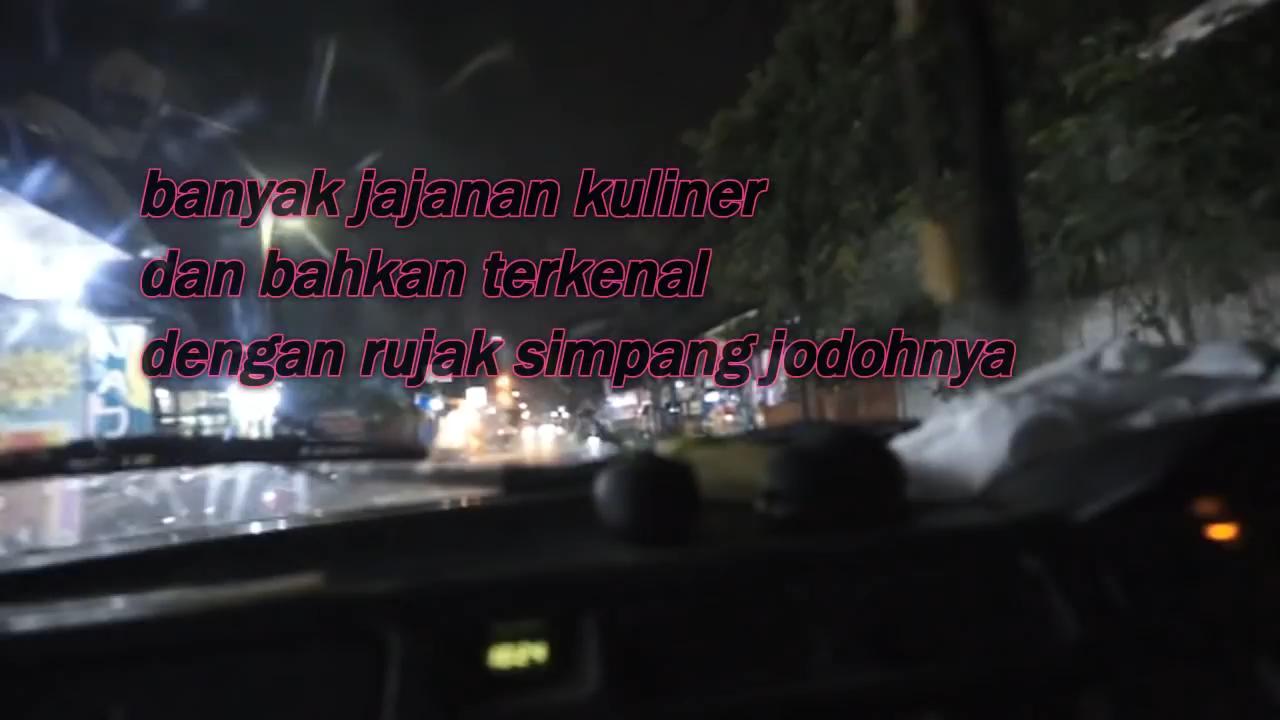 banyak jajanan kuliner
dan bahkan terkenal
dengan rujak simpang jodohnya